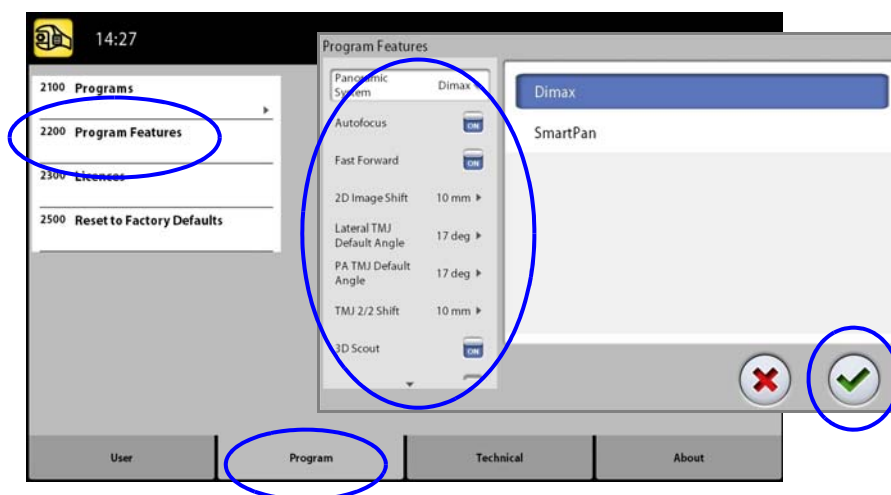 14:27
2100 Programs
2200 Program Features
2300 Licences
2500 Reset to Factory Defaults
Program Features
Panoramic
System
Dimax
Autofocus
ON
Fast Forward
ON
2D Image Shift
10 mm
Lateral TMJ
Default Angle
17 deg
PA TMJ Default
Angle
17 deg
TMJ 2/2 Shift
10 mm
3D Scout
ON
Dimax
SmartPan
User
Program
Technical
About